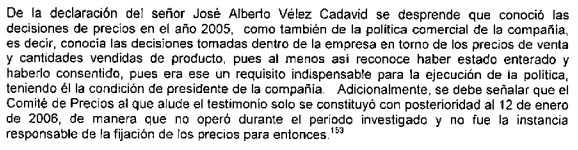 De la declaración del señor José Alberto Vélez Cadavid se desprende que conoció las
decisiones de precios en el año 2005, como también de la política comercial de la compañía,
es decir, conocía las decisiones tomadas dentro de la empresa en torno de los precios de venta
y cantidades vendidas de producto, pues al menos así reconoce haber estado enterado y
haberlo consentido, pues era ese un requisito indispensable para la ejecución de la política,
teniendo él la condición de presidente de la compañía. Adicionalmente, se debe señalar que el
Comité de Precios al que alude el testimonio solo se constituyó con posterioridad al 12 de enero
de 2006, de manera que no operó durante el período investigado y no fue la instancia
responsable de la fijación de los precios para entonces.¹⁵³